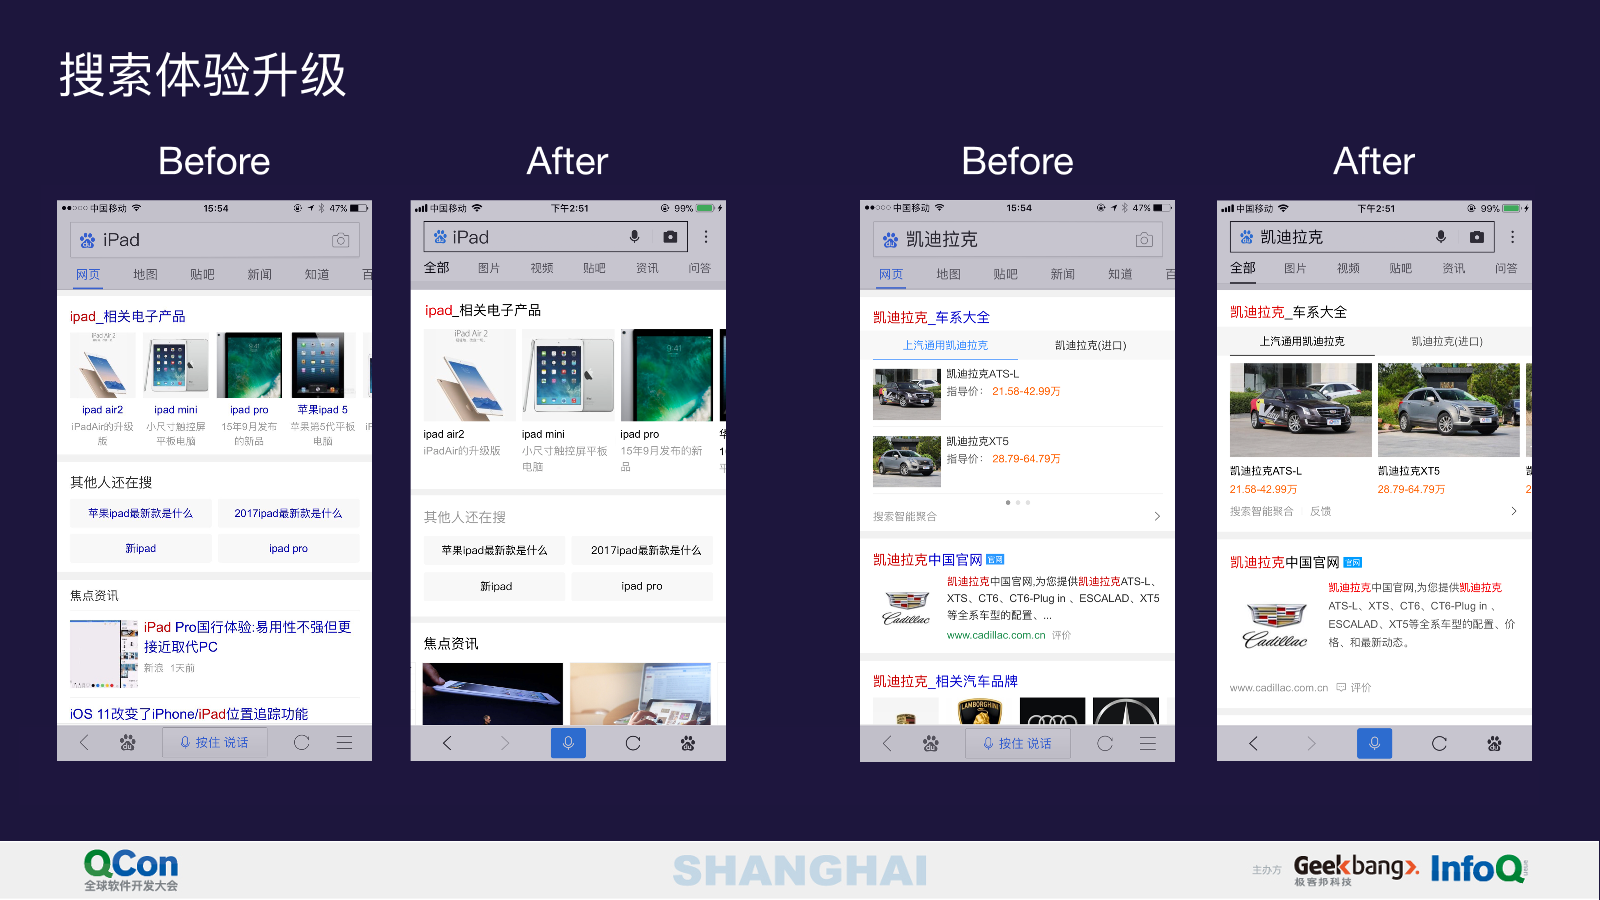 搜索体验升级
Before
After
Before
After
中国移动
15:54
47%
iPad
网页 地图 贴吧 新闻 知道 百
ipad_相关电子产品
iPad Air 2
ipad air2
ipad mini
ipad pro
苹果ipad 5
iPadAir的升级版
小尺寸触控屏平板电脑
15年9月发布的新品
苹果第5代平板电脑
其他人还在搜
苹果ipad最新款是什么
2017ipad最新款是什么
新ipad
ipad pro
焦点资讯
iPad Pro国行体验:易用性不强但更
接近取代PC
新浪 1天前
iOS 11改变了iPhone/iPad位置追踪功能
按住 说话
中国移动
下午2:51
99%
iPad
全部 图片 视频 贴吧 资讯 问答
ipad_相关电子产品
iPad Air 2
9:41
ipad air2
ipad mini
ipad pro
iPadAir的升级版
小尺寸触控屏平板
电脑
15年9月发布的新
品
其他人还在搜
苹果ipad最新款是什么
2017ipad最新款是什么
新ipad
ipad pro
焦点资讯
中国移动
15:54
47%
凯迪拉克
网页 地图 贴吧 新闻 知道 百
凯迪拉克_车系大全
上汽通用凯迪拉克
凯迪拉克(进口)
凯迪拉克ATS-L
指导价： 21.58-42.99万
凯迪拉克XT5
指导价： 28.79-64.79万
搜索智能聚合
凯迪拉克中国官网 官网
凯迪拉克中国官网,为您提供凯迪拉克ATS-L、
XTS、CT6、CT6-Plug in 、ESCALAD、XT5
等全系车型的配置、...
Cadillac
www.cadillac.com.cn 评价
凯迪拉克_相关汽车品牌
LAMBORGHINI
按住 说话
中国移动
下午2:51
99%
凯迪拉克
全部 图片 视频 贴吧 资讯 问答
凯迪拉克_车系大全
上汽通用凯迪拉克
凯迪拉克(进口)
凯迪拉克ATS-L
凯迪拉克XT5
21.58-42.99万
28.79-64.79万
搜索智能聚合 反馈
凯迪拉克中国官网 官网
凯迪拉克中国官网,为您提供凯迪拉克
ATS-L、XTS、CT6、CT6-Plug in 、
ESCALAD、XT5等全系车型的配置、价
格、和最新动态。
Cadillac
www.cadillac.com.cn 评价
QCon
全球软件开发大会
SHANGHAI
主办方
Geekbang>.
极客邦科技
InfoQ